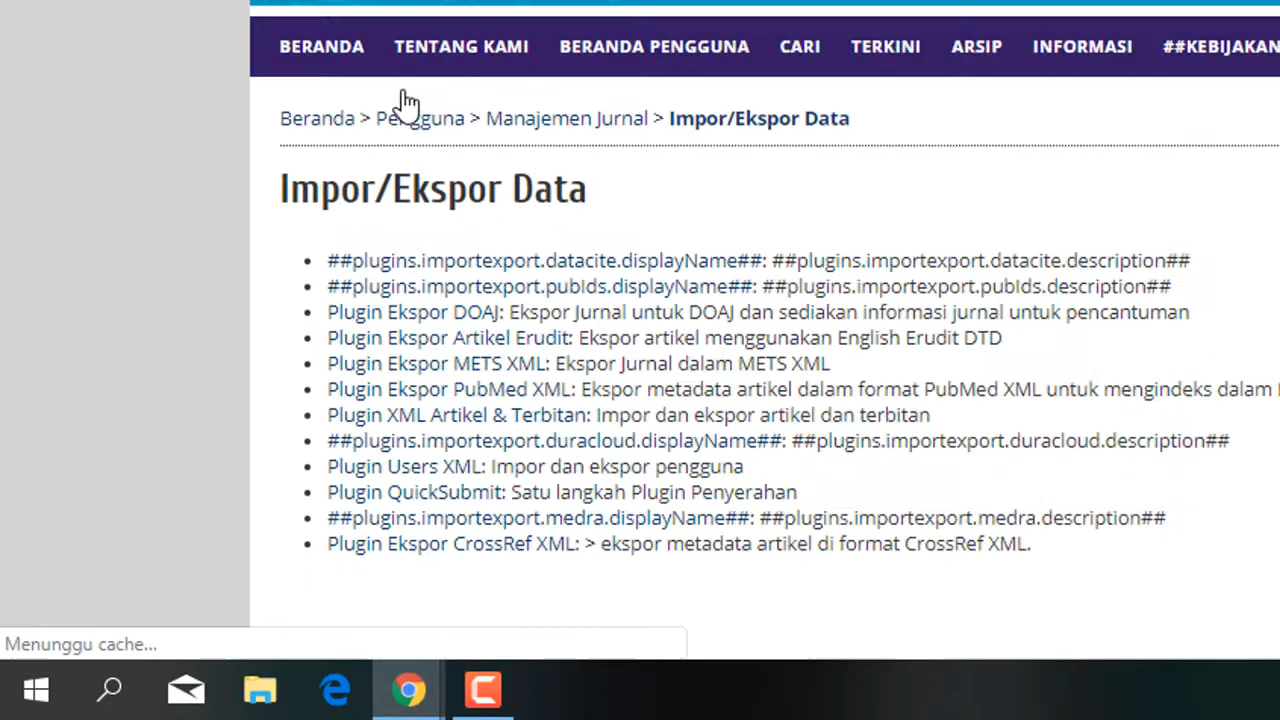 BERANDA TENTANG KAMI BERANDA PENGGUNA CARI TERKINI ARSIP INFORMASI ##KEBIJAKAN
Beranda > Pengguna > Manajemen Jurnal > Impor/Ekspor Data
Impor/Ekspor Data
• ##plugins.importexport.datacite.displayName##: ##plugins.importexport.datacite.description##
• ##plugins.importexport.pubIds.displayName##: ##plugins.importexport.pubIds.description##
• Plugin Ekspor DOAJ: Ekspor Jurnal untuk DOAJ dan sediakan informasi jurnal untuk pencantuman
• Plugin Ekspor Artikel Erudit: Ekspor artikel menggunakan English Erudit DTD
• Plugin Ekspor METS XML: Ekspor Jurnal dalam METS XML
• Plugin Ekspor PubMed XML: Ekspor metadata artikel dalam format PubMed XML untuk mengindeks dalam
• Plugin XML Artikel & Terbitan: Impor dan ekspor artikel dan terbitan
• ##plugins.importexport.duracloud.displayName##: ##plugins.importexport.duracloud.description##
• Plugin Users XML: Impor dan ekspor pengguna
• Plugin QuickSubmit: Satu langkah Plugin Penyerahan
• ##plugins.importexport.medra.displayName##: ##plugins.importexport.medra.description##
• Plugin Ekspor CrossRef XML: > ekspor metadata artikel di format CrossRef XML.
Menunggu cache...